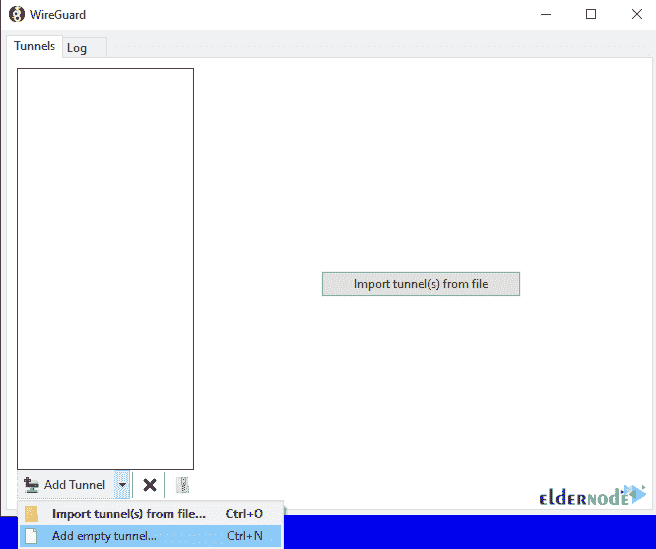 WireGuard
Tunnels Log
Import tunnel(s) from file
Add Tunnel
eLDERNODE
Import tunnel(s) from file... Ctrl+O
Add empty tunnel... Ctrl+N